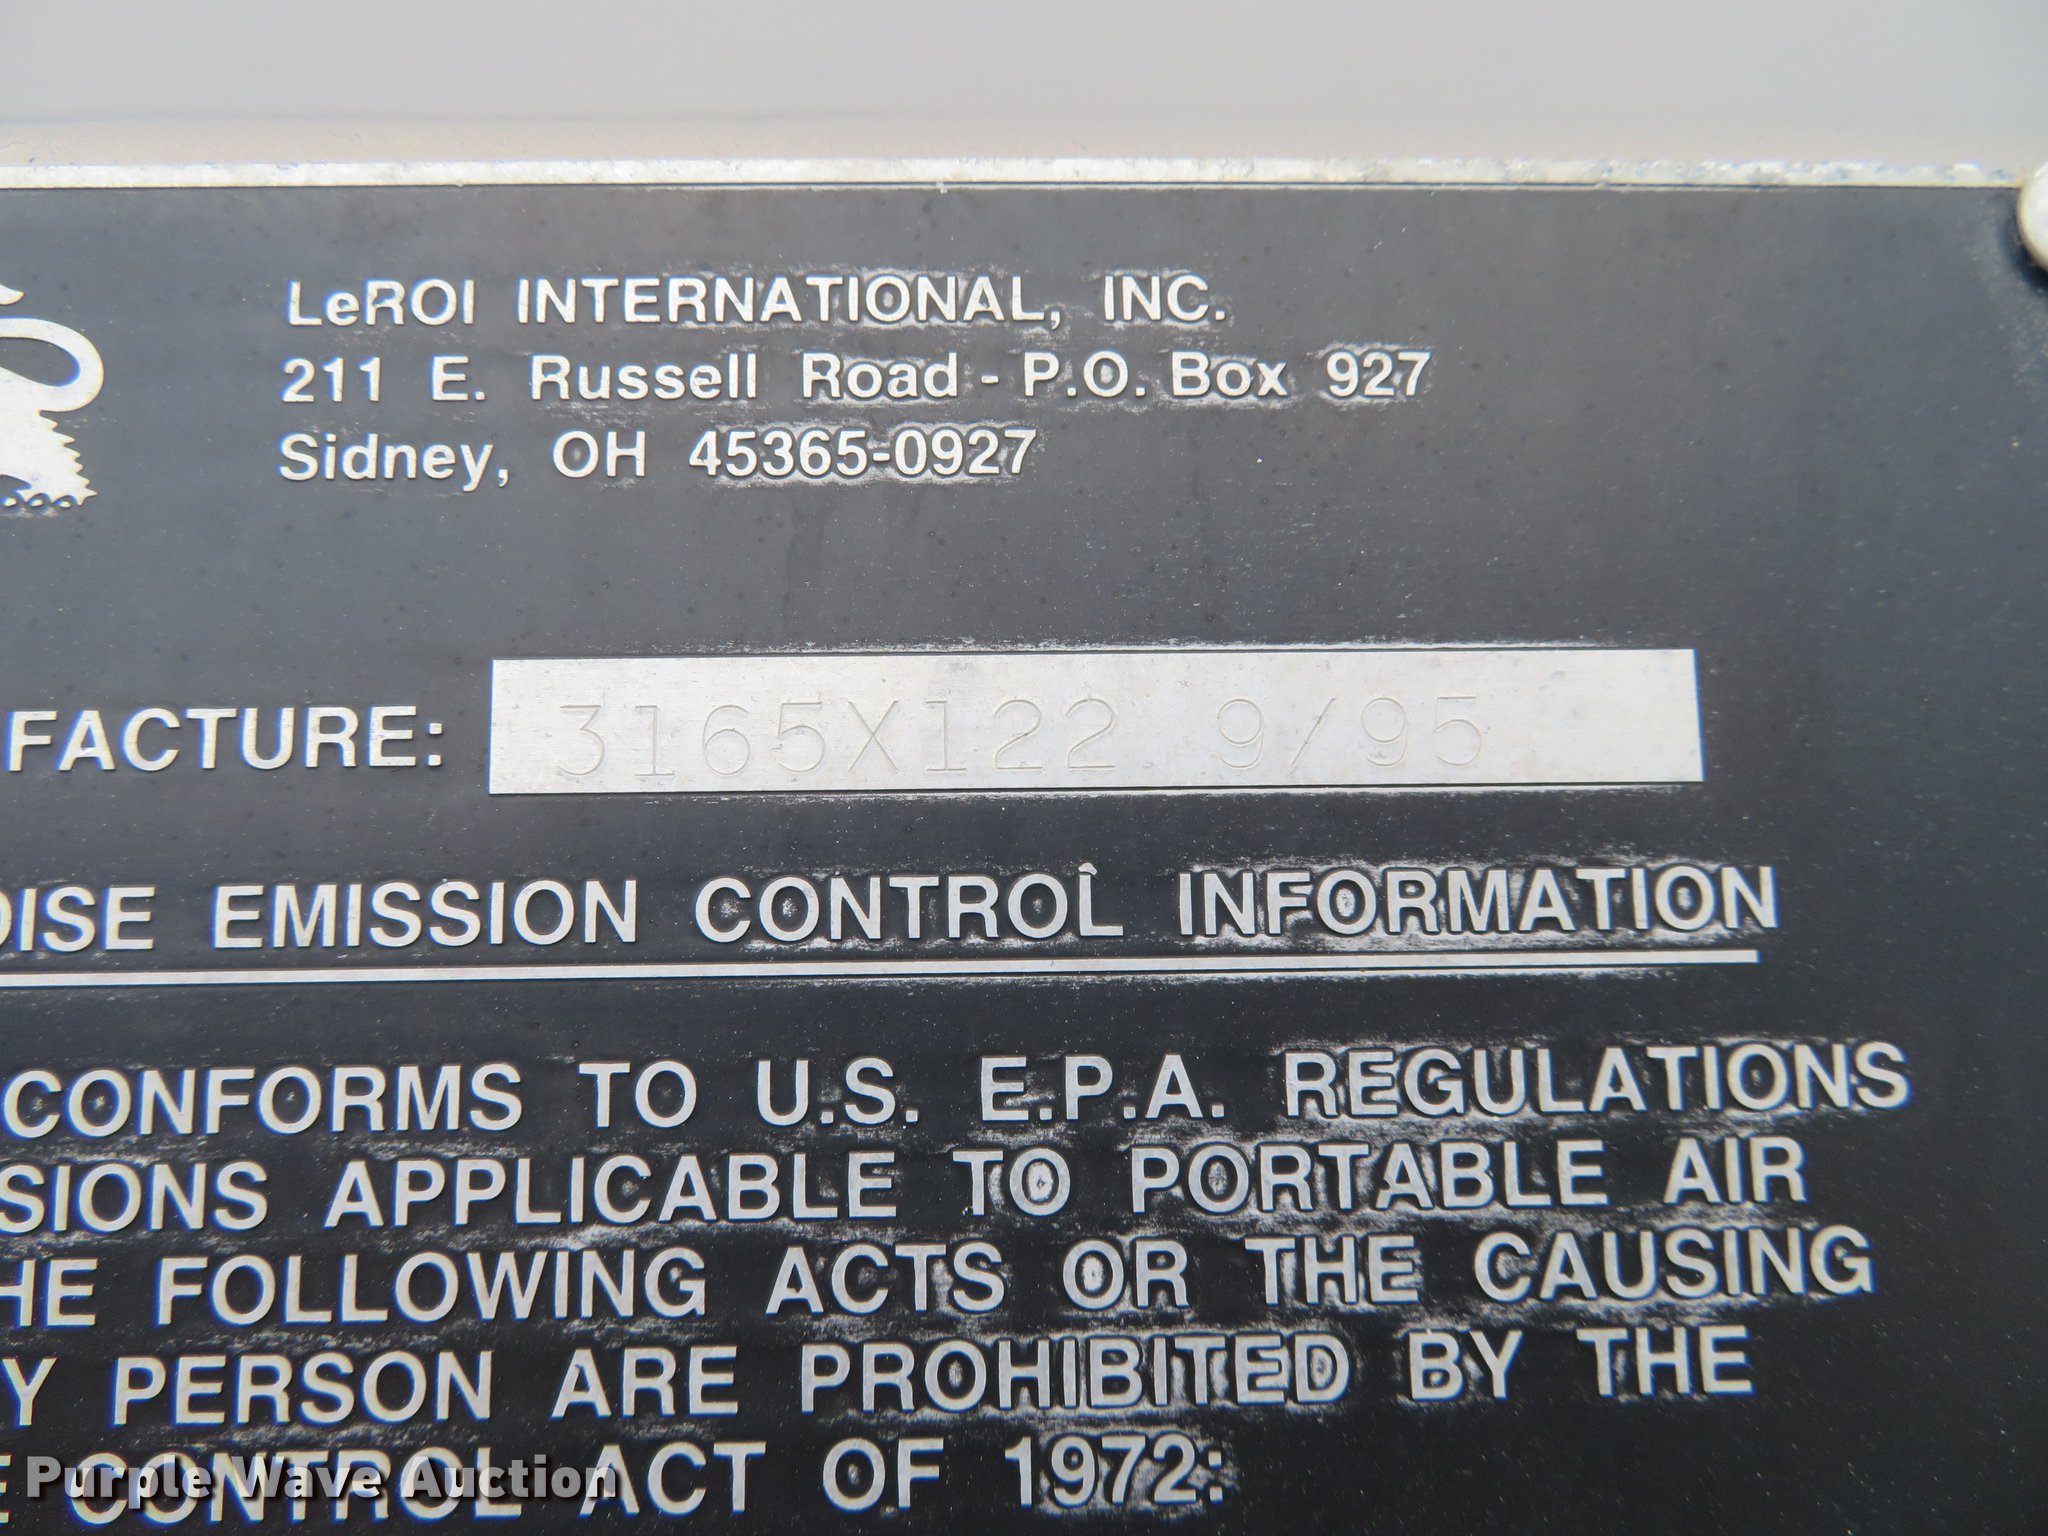 LeROI INTERNATIONAL, INC.
211 E. Russell Road - P.O. Box 927
Sidney, OH 45365-0927
FACTURE: 3165X122 9/95
OISE EMISSION CONTROL INFORMATION
CONFORMS TO U.S. E.P.A. REGULATIONS
SIONS APPLICABLE TO PORTABLE AIR
HE FOLLOWING ACTS OR THE CAUSING
Y PERSON ARE PROHIBITED BY THE
E CONTROL ACT OF 1972:
Purple Wave Auction